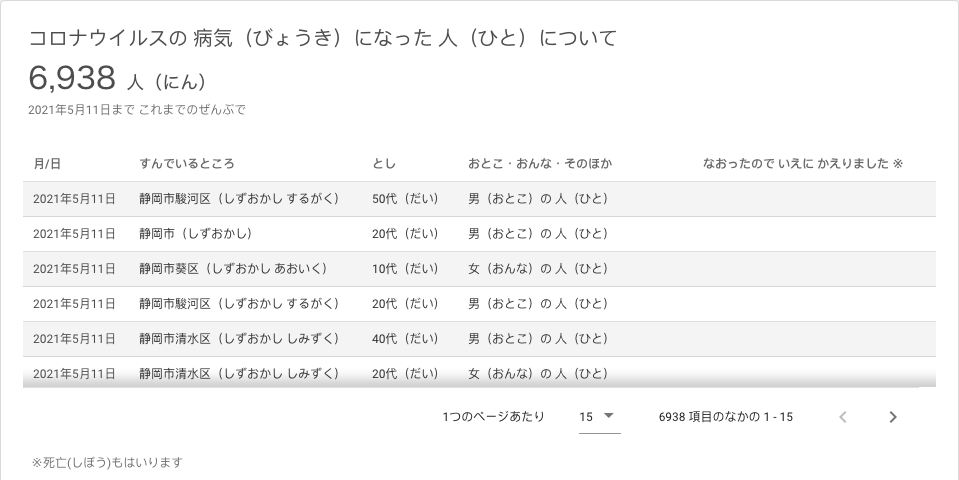 コロナウイルスの 病気（びょうき）になった 人（ひと）について
6,938 人（にん）
2021年5月11日まで これまでのぜんぶで
月/日 すんでいるところ とし おとこ・おんな・そのほか なおったので いえに かえりました ※
2021年5月11日 静岡市駿河区（しずおかし するがく） 50代（だい） 男（おとこ）の 人（ひと）
2021年5月11日 静岡市（しずおかし） 20代（だい） 男（おとこ）の 人（ひと）
2021年5月11日 静岡市葵区（しずおかし あおいく） 10代（だい） 女（おんな）の 人（ひと）
2021年5月11日 静岡市駿河区（しずおかし するがく） 20代（だい） 男（おとこ）の 人（ひと）
2021年5月11日 静岡市清水区（しずおかし しみずく） 40代（だい） 男（おとこ）の 人（ひと）
2021年5月11日 静岡市清水区（しずおかし しみずく） 20代（だい） 女（おんな）の 人（ひと）
1つのページあたり 15 6938 項目のなかの 1 - 15
※死亡(しぼう)もはいります